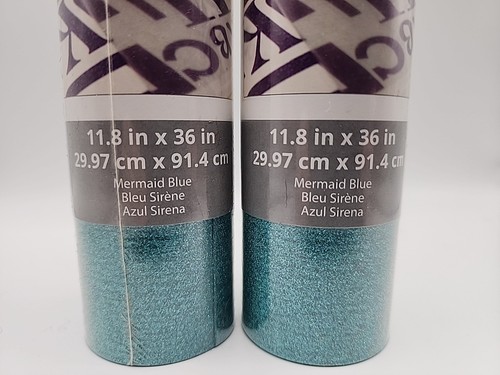 11.8 in x 36 in
29.97 cm x 91.4 cm
Mermaid Blue
Bleu Sirène
Azul Sirena
11.8 in x 36 in
29.97 cm x 91.4 cm
Mermaid Blue
Bleu Sirène
Azul Sirena